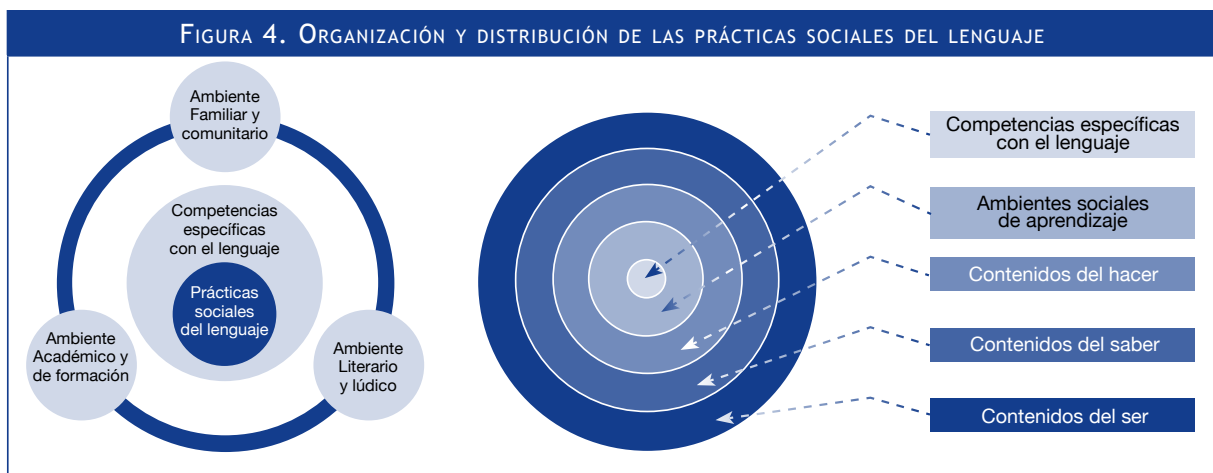 FIGURA 4. ORGANIZACIÓN Y DISTRIBUCIÓN DE LAS PRÁCTICAS SOCIALES DEL LENGUAJE
Ambiente
Familiar y
comunitario
Competencias
específicas
con el lenguaje
Prácticas
sociales
del lenguaje
Ambiente
Académico y
de formación
Ambiente
Literario
y lúdico
Competencias específicas
con el lenguaje
Ambientes sociales
de aprendizaje
Contenidos del hacer
Contenidos del saber
Contenidos del ser